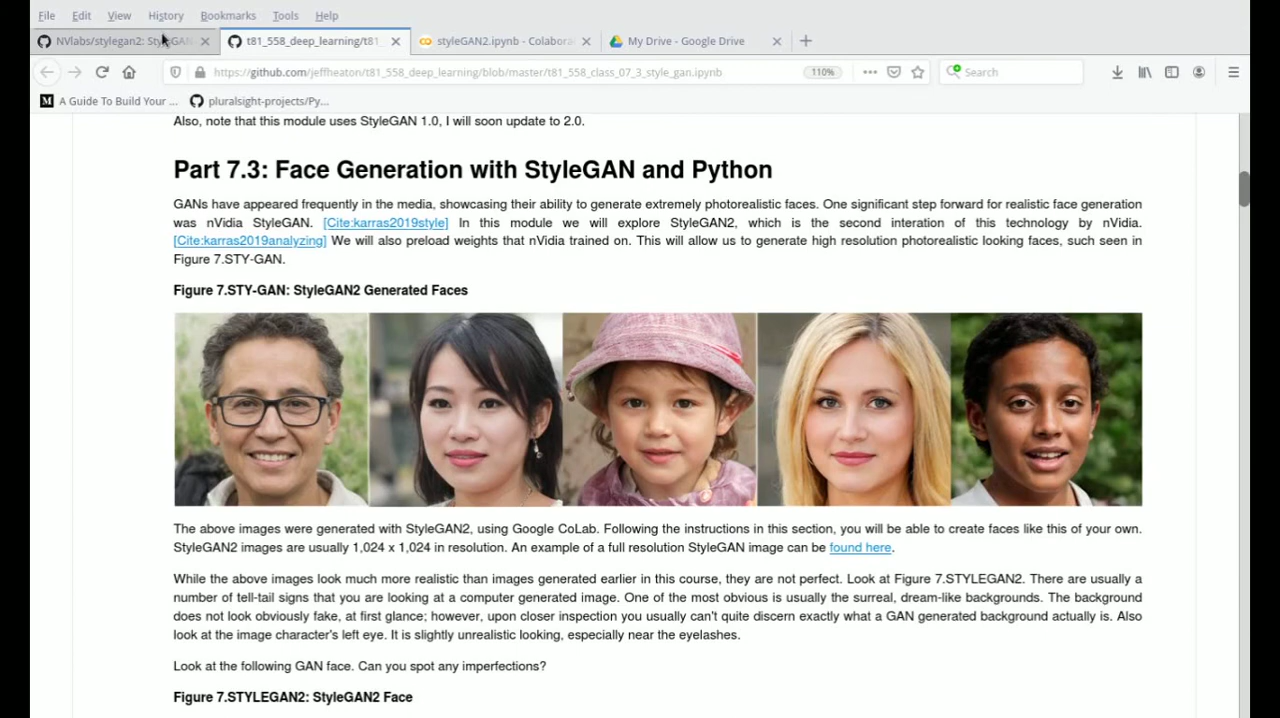 File Edit View History Bookmarks Tools Help
NVlabs/stylegan2: StyleGAN t81_558_deep_learning/t81_ styleGAN2.ipynb - Colabora My Drive - Google Drive
https://github.com/jeffheaton/t81_558_deep_learning/blob/master/t81_558_class_07_3_style_gan.ipynb 110% Search
M A Guide To Build Your ... pluralsight-projects/Py...
Also, note that this module uses StyleGAN 1.0, I will soon update to 2.0.
Part 7.3: Face Generation with StyleGAN and Python
GANs have appeared frequently in the media, showcasing their ability to generate extremely photorealistic faces. One significant step forward for realistic face generation
was nVidia StyleGAN. [Cite:karras2019style] In this module we will explore StyleGAN2, which is the second interation of this technology by nVidia.
[Cite:karras2019analyzing] We will also preload weights that nVidia trained on. This will allow us to generate high resolution photorealistic looking faces, such seen in
Figure 7.STY-GAN.
Figure 7.STY-GAN: StyleGAN2 Generated Faces
The above images were generated with StyleGAN2, using Google CoLab. Following the instructions in this section, you will be able to create faces like this of your own.
StyleGAN2 images are usually 1,024 x 1,024 in resolution. An example of a full resolution StyleGAN image can be found here.
While the above images look much more realistic than images generated earlier in this course, they are not perfect. Look at Figure 7.STYLEGAN2. There are usually a
number of tell-tail signs that you are looking at a computer generated image. One of the most obvious is usually the surreal, dream-like backgrounds. The background
does not look obviously fake, at first glance; however, upon closer inspection you usually can't quite discern exactly what a GAN generated background actually is. Also
look at the image character's left eye. It is slightly unrealistic looking, especially near the eyelashes.
Look at the following GAN face. Can you spot any imperfections?
Figure 7.STYLEGAN2: StyleGAN2 Face